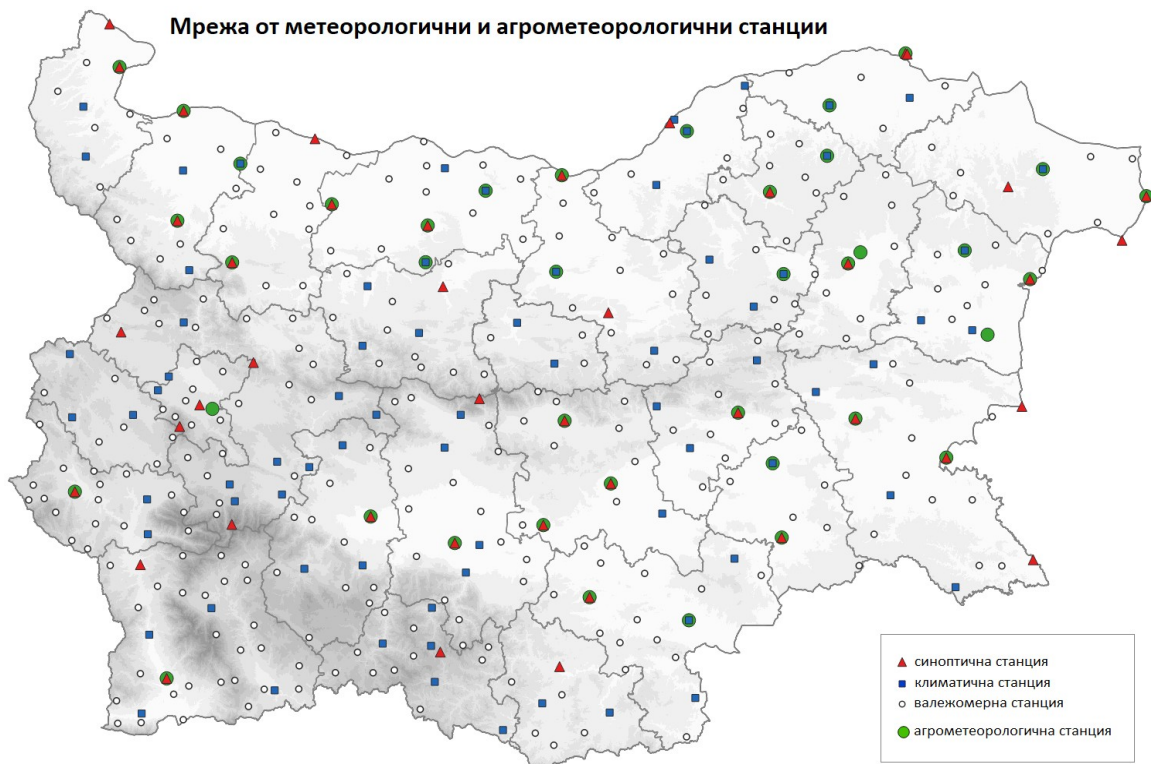 Мрежа от метеорологични и агрометеорологични станции
синоптична станция
климатична станция
валежомерна станция
агрометеорологична станция